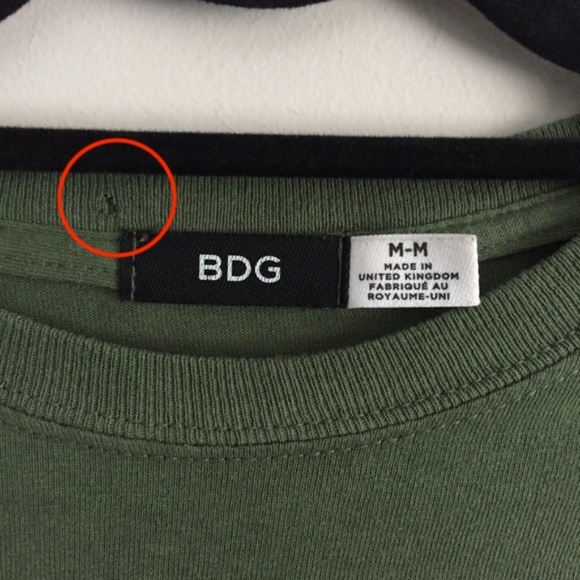 BDG
M-M
MADE IN
UNITED KINGDOM
FABRIQUÉ AU
ROYAUME-UNI